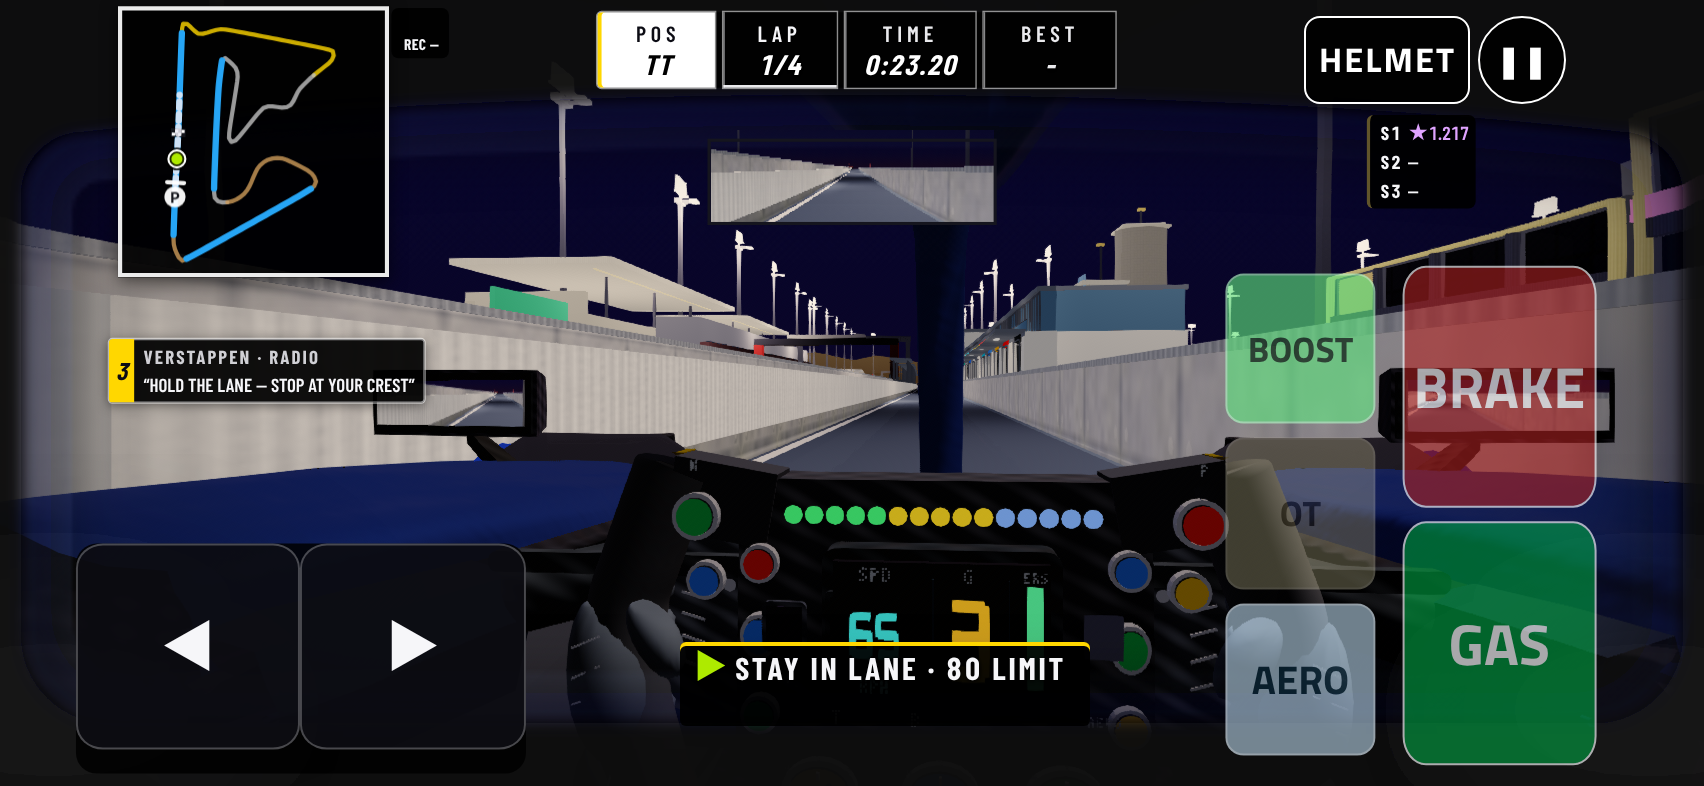 REC –
POS
TT
LAP
1/4
TIME
0:23.20
BEST
-
HELMET
S1 ★1.217
S2 –
S3 –
P
3
VERSTAPPEN · RADIO
“HOLD THE LANE – STOP AT YOUR CREST”
BOOST
BRAKE
OT
AERO
GAS
N
P
SPD
G
ERS
65
STAY IN LANE · 80 LIMIT